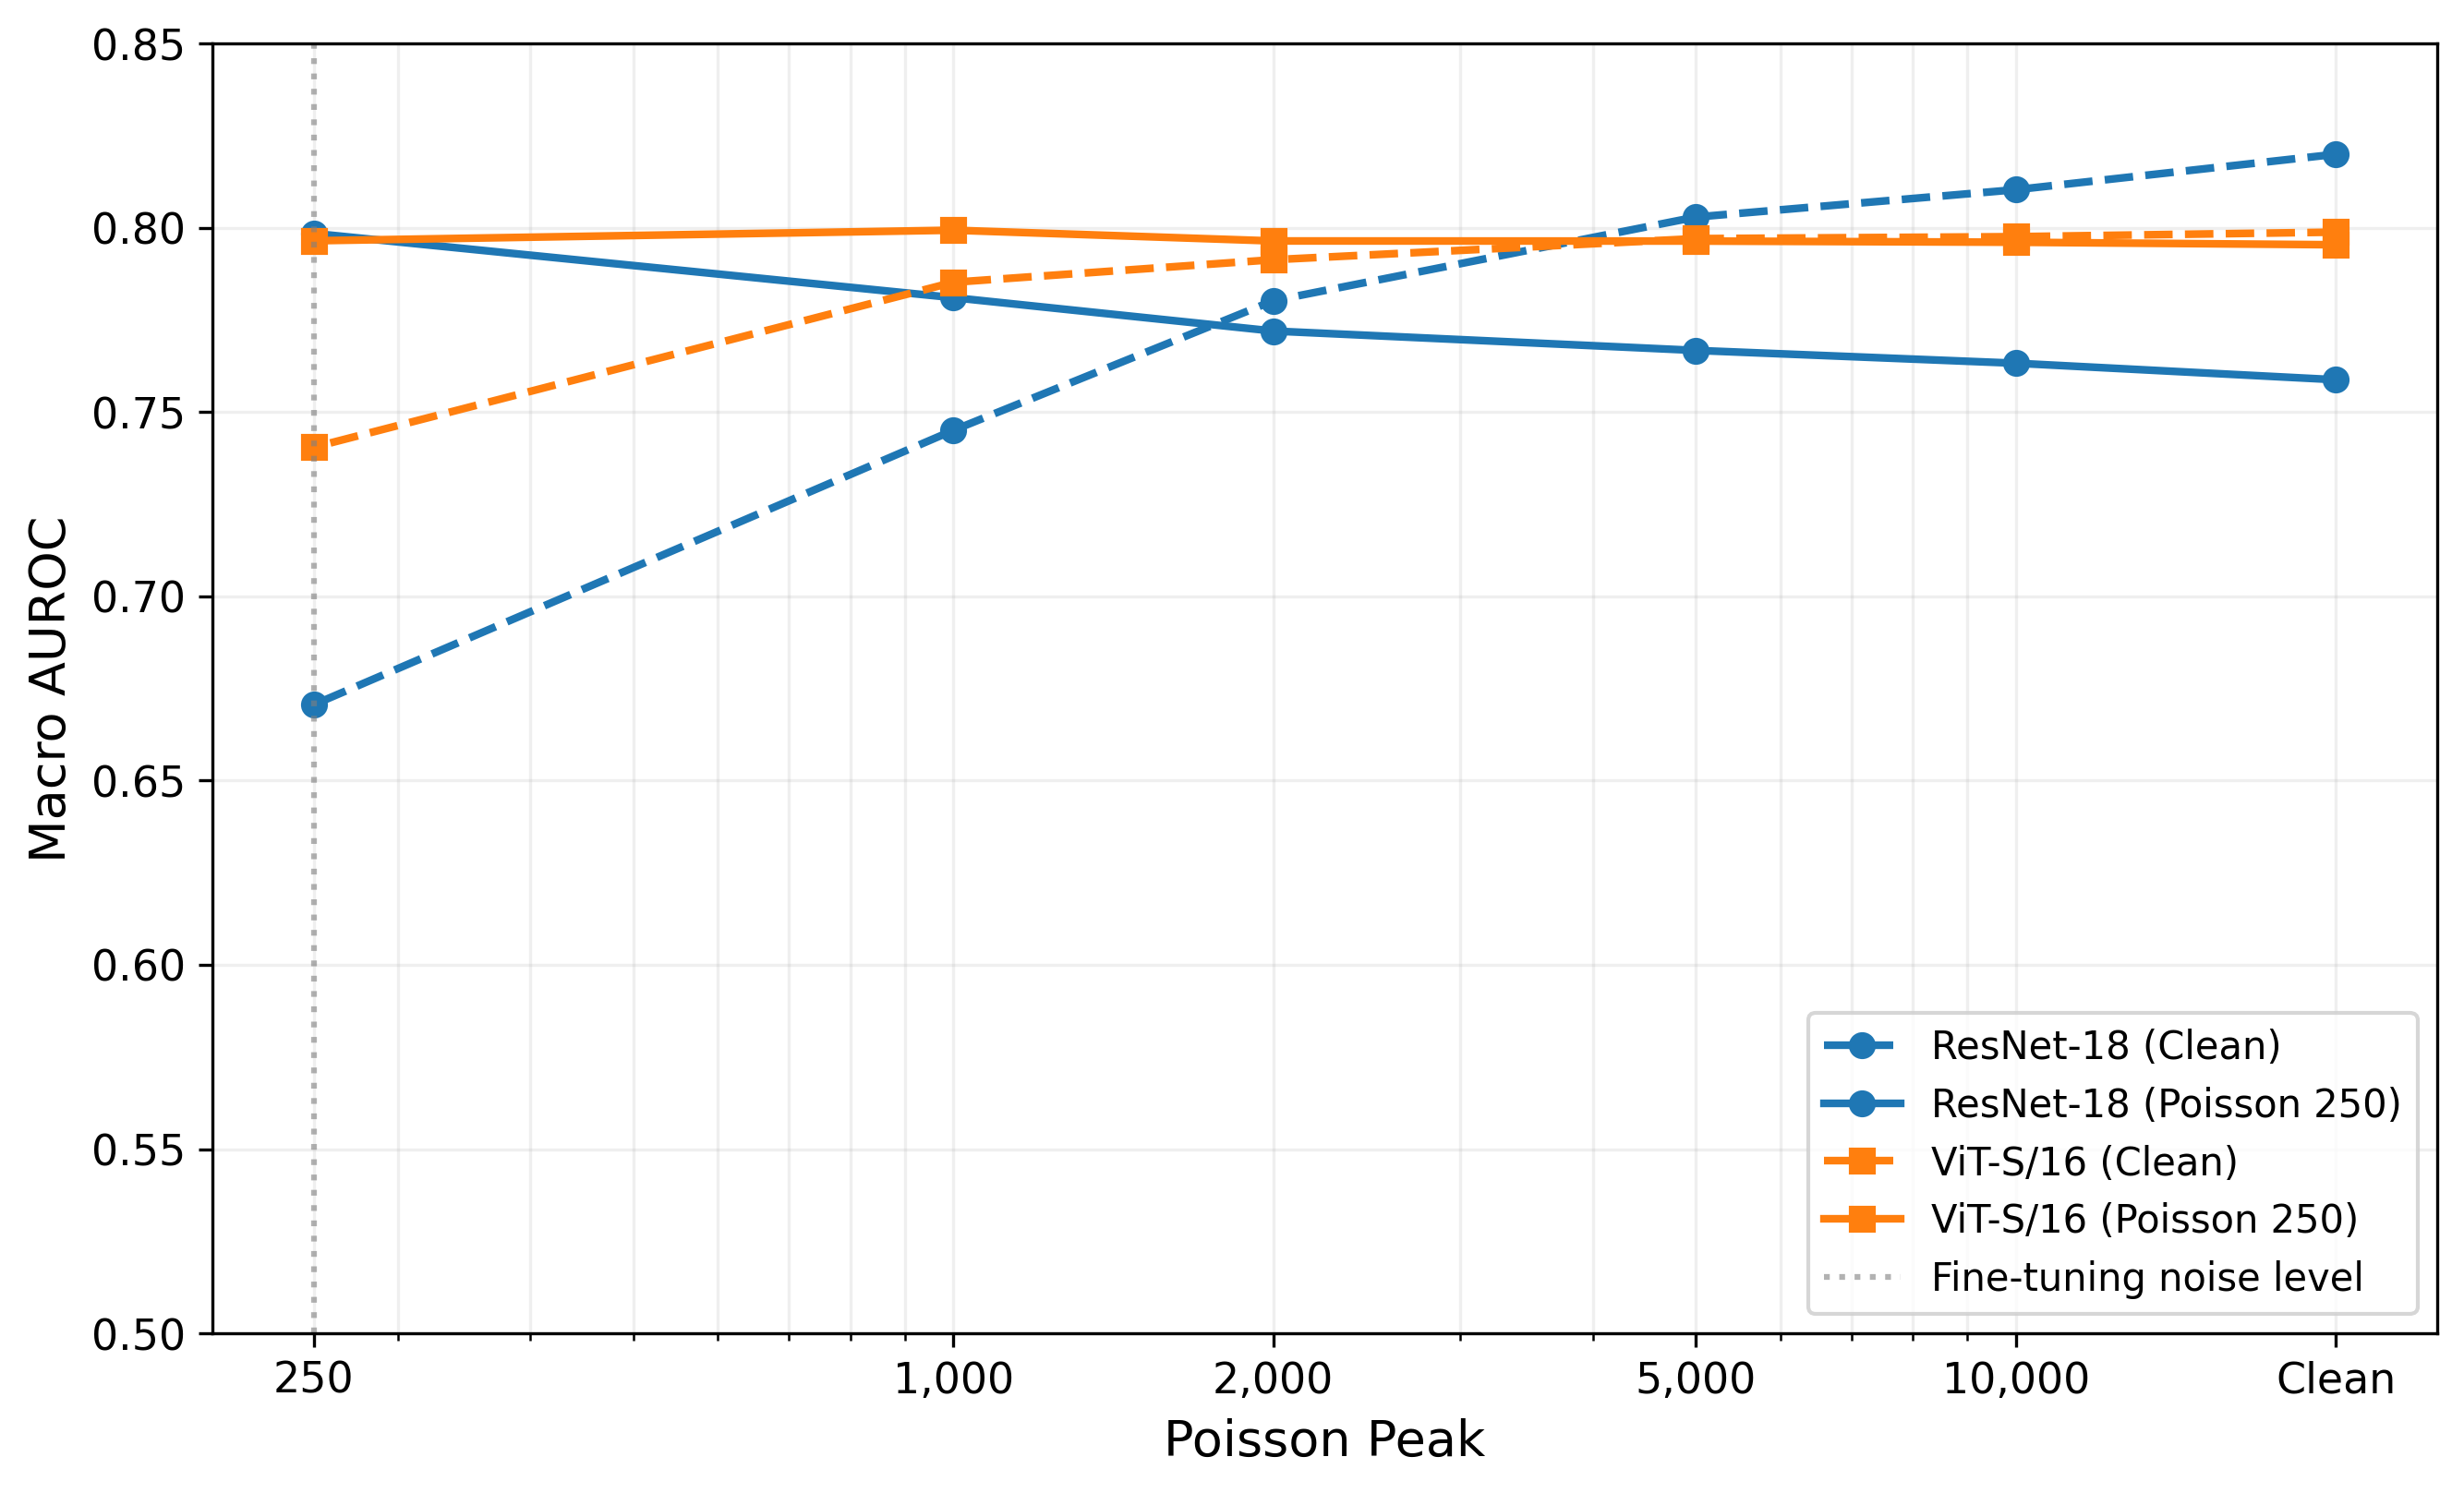 0.85
0.80
0.75
0.70
0.65
0.60
0.55
0.50
Macro AUROC
250
1,000
2,000
5,000
10,000
Clean
Poisson Peak
ResNet-18 (Clean)
ResNet-18 (Poisson 250)
ViT-S/16 (Clean)
ViT-S/16 (Poisson 250)
Fine-tuning noise level